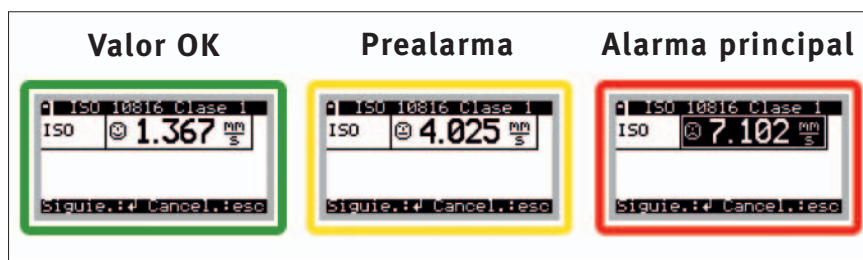 Valor OK
Prealarma
Alarma principal
ISO 10816 Clase 1
ISO 1.367 mm/s
Siguie.:↲ Cancel.:esc
ISO 10816 Clase 1
ISO 4.025 mm/s
Siguie.:↲ Cancel.:esc
ISO 10816 Clase 1
ISO 7.102 mm/s
Siguie.:↲ Cancel.:esc